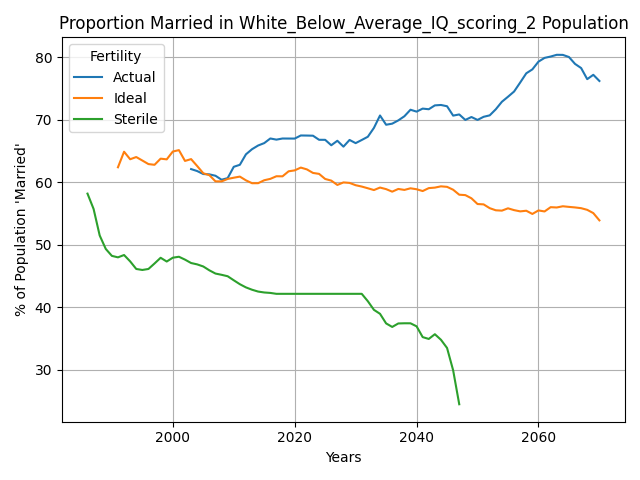 Proportion Married in White_Below_Average_IQ_scoring_2 Population
Fertility
Actual
Ideal
Sterile
% of Population 'Married'
80
70
60
50
40
30
2000 2020 2040 2060
Years